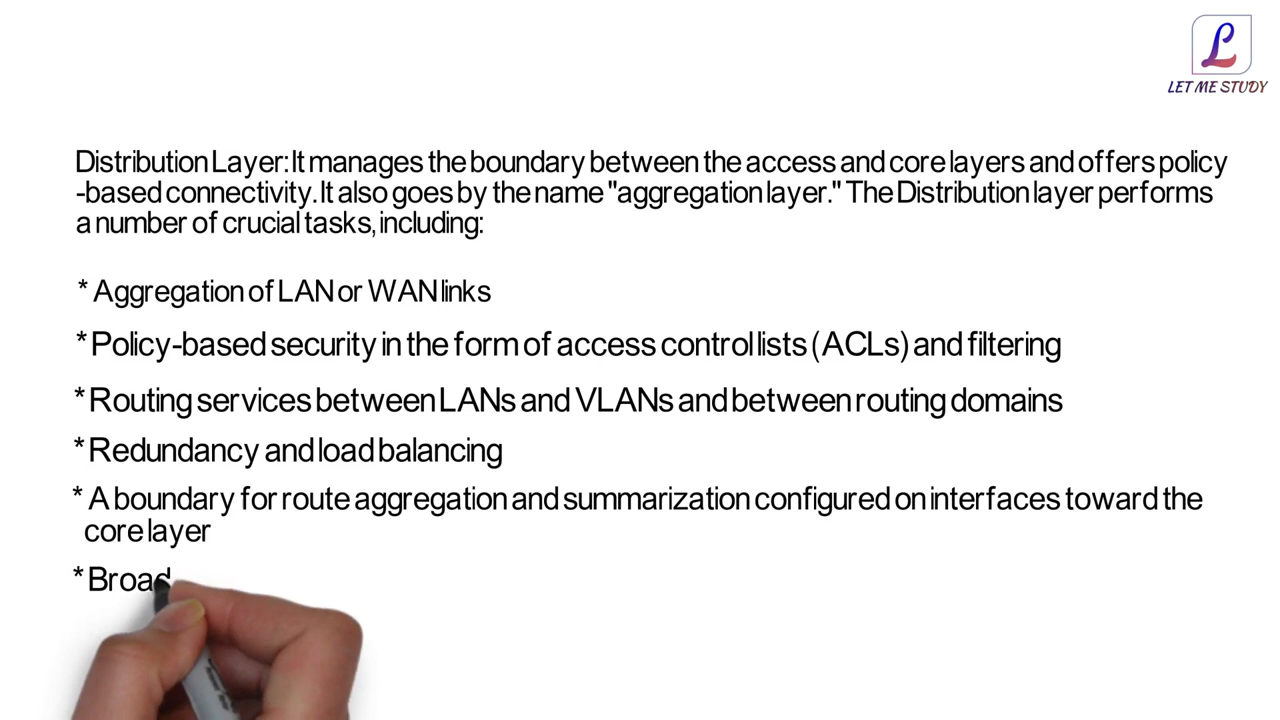 L
LET ME STUDY
Distribution Layer: It manages the boundary between the access and core layers and offers policy
-based connectivity. It also goes by the name "aggregation layer." The Distribution layer performs
a number of crucial tasks, including:
* Aggregation of LAN or WAN links
* Policy-based security in the form of access control lists (ACLs) and filtering
* Routing services between LANs and VLANs and between routing domains
* Redundancy and load balancing
* A boundary for route aggregation and summarization configured on interfaces toward the
core layer
* Broad